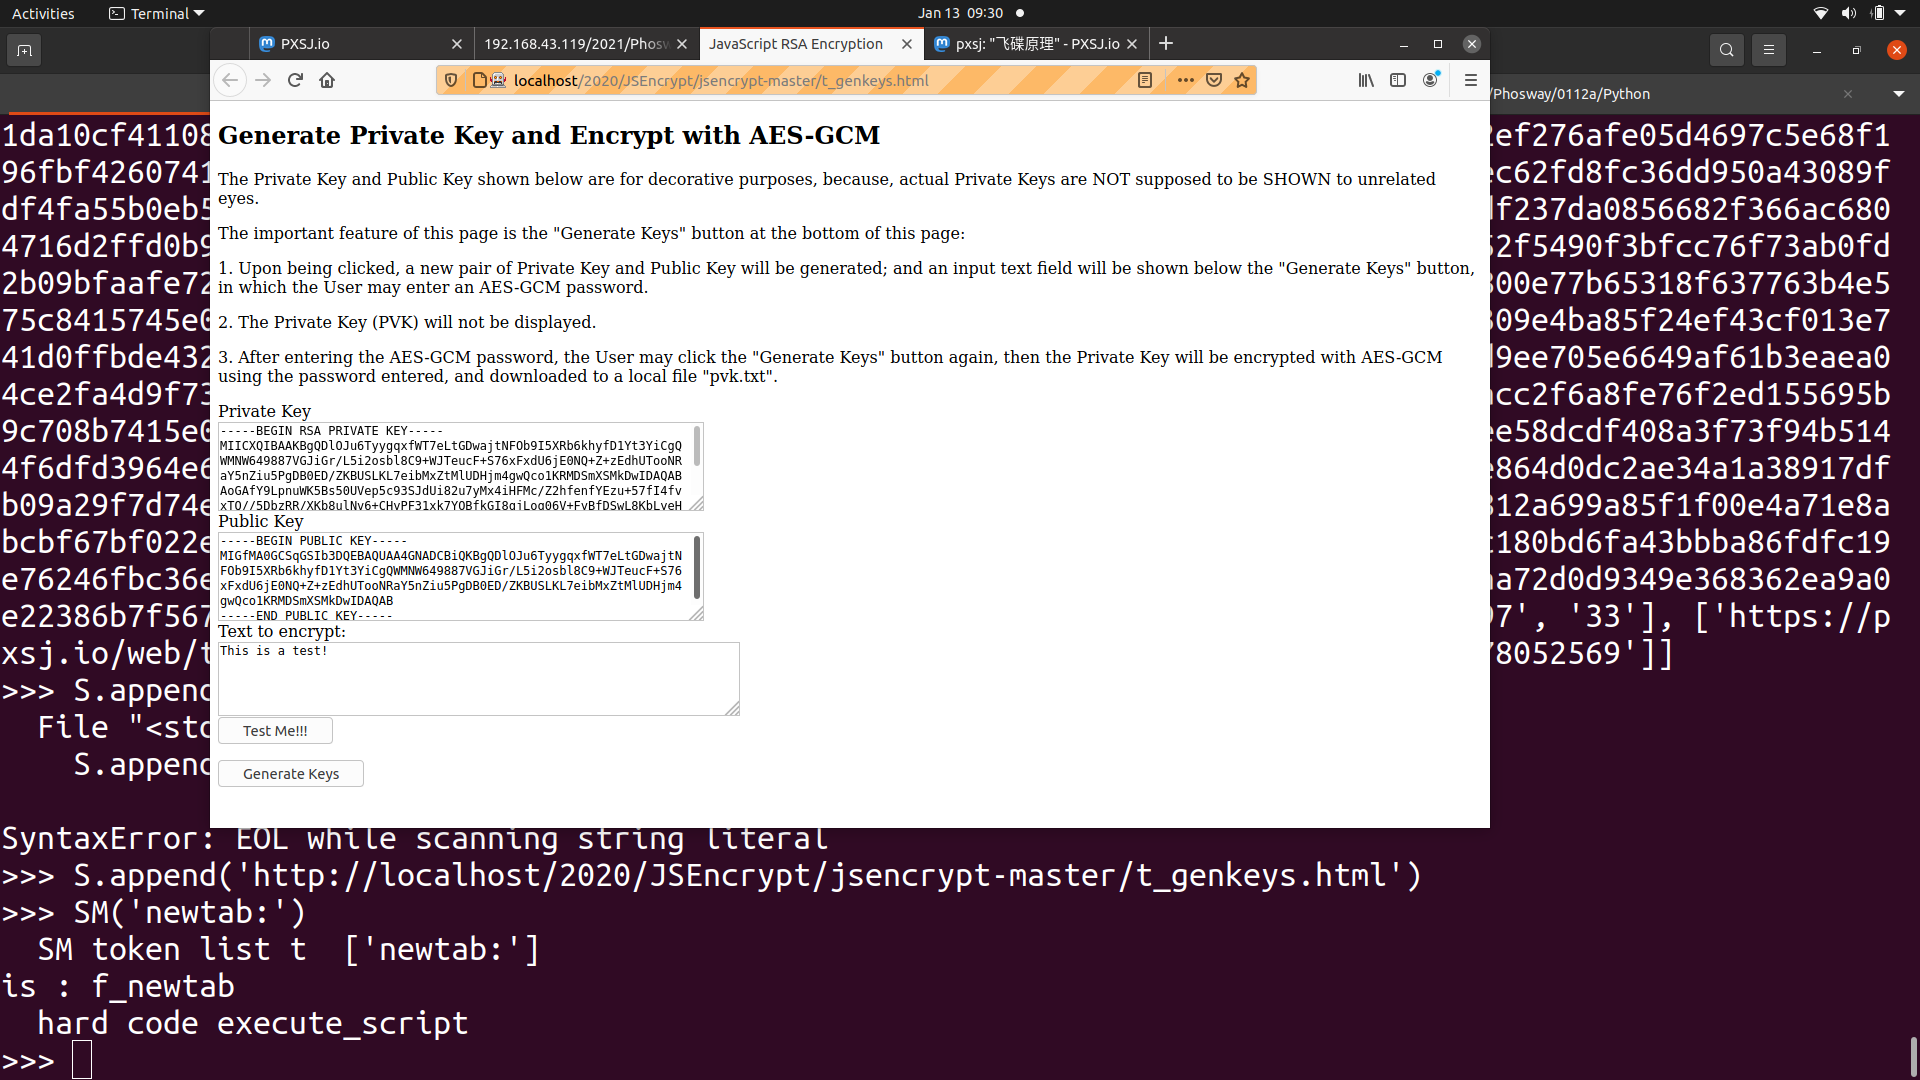 Activities Terminal Jan 13 09:30
PXSJ.io 192.168.43.119/2021/Phosw JavaScript RSA Encryption pxsj: "飞碟原理" - PXSJ.io
localhost/2020/JSEncrypt/jsencrypt-master/t_genkeys.html
/Phosway/0112a/Python
Generate Private Key and Encrypt with AES-GCM
The Private Key and Public Key shown below are for decorative purposes, because, actual Private Keys are NOT supposed to be SHOWN to unrelated
eyes.
The important feature of this page is the "Generate Keys" button at the bottom of this page:
1. Upon being clicked, a new pair of Private Key and Public Key will be generated; and an input text field will be shown below the "Generate Keys" button,
in which the User may enter an AES-GCM password.
2. The Private Key (PVK) will not be displayed.
3. After entering the AES-GCM password, the User may click the "Generate Keys" button again, then the Private Key will be encrypted with AES-GCM
using the password entered, and downloaded to a local file "pvk.txt".
Private Key
-----BEGIN RSA PRIVATE KEY-----
MIICXQIBAAKBgQDlOJu6TyygqxfWT7eLtGDwajtNFOb9I5XRb6khyfD1Yt3YiCgQ
WMNW649887VGJiGr/L5i2osbl8C9+WJTeucF+S76xFxdU6jE0NQ+Z+zEdhUTooNR
aY5nZiu5PgDB0ED/ZKBUSLKL7eibMxZtMlUDHjm4gwQco1KRMDSmXSMkDwIDAQAB
AoGAfY9LpnuWK5Bs50UVep5c93SJdUi82u7yMx4iHFMc/Z2hfenfYEzu+57fI4fv
Public Key
-----BEGIN PUBLIC KEY-----
MIGfMA0GCSqGSIb3DQEBAQUAA4GNADCBiQKBgQDlOJu6TyygqxfWT7eLtGDwajtN
FOb9I5XRb6khyfD1Yt3YiCgQWMNW649887VGJiGr/L5i2osbl8C9+WJTeucF+S76
xFxdU6jE0NQ+Z+zEdhUTooNRaY5nZiu5PgDB0ED/ZKBUSLKL7eibMxZtMlUDHjm4
gwQco1KRMDSmXSMkDwIDAQAB
-----END PUBLIC KEY-----
Text to encrypt:
This is a test!
Test Me!!!
Generate Keys
1da10cf41108 ef276afe05d4697c5e68f1
96fbf4260741 c62fd8fc36dd950a43089f
df4fa55b0eb5 f237da0856682f366ac680
4716d2ffd0b9 2f5490f3bfcc76f73ab0fd
2b09bfaafe72 00e77b65318f637763b4e5
75c8415745e0 09e4ba85f24ef43cf013e7
41d0ffbde432 9ee705e6649af61b3eaea0
4ce2fa4d9f73 cc2f6a8fe76f2ed155695b
9c708b7415e0 e58dcdf408a3f73f94b514
4f6dfd3964e6 864d0dc2ae34a1a38917df
b09a29f7d74e 12a699a85f1f00e4a71e8a
bcbf67bf022e 180bd6fa43bbba86fdfc19
e76246fbc36e a72d0d9349e368362ea9a0
e22386b7f567 7', '33'], ['https://p
xsj.io/web/t 78052569']]
>>> S.append
File "<std
S.append
SyntaxError: EOL while scanning string literal
>>> S.append('http://localhost/2020/JSEncrypt/jsencrypt-master/t_genkeys.html')
>>> SM('newtab:')
SM token list t ['newtab:']
is : f_newtab
hard code execute_script
>>>